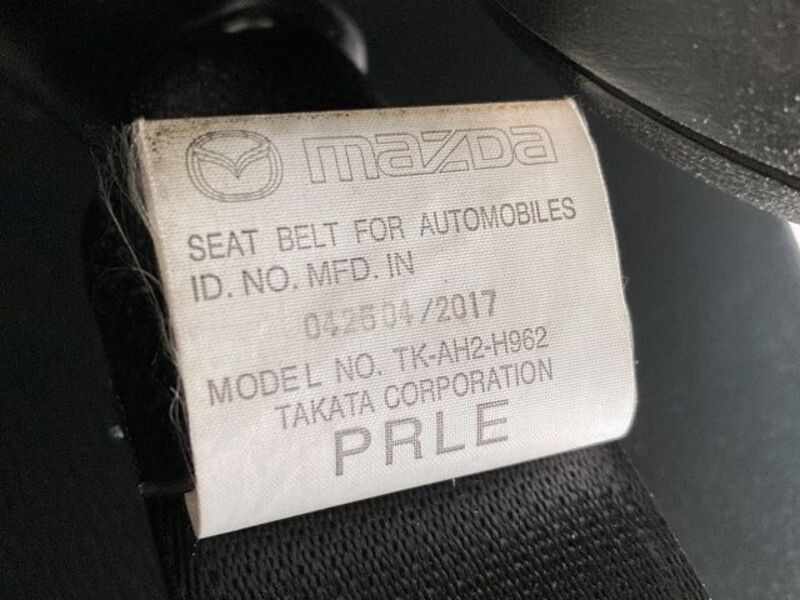 mazda
SEAT BELT FOR AUTOMOBILES
ID. NO. MFD. IN
042504/2017
MODEL NO. TK-AH2-H962
TAKATA CORPORATION
PRLE